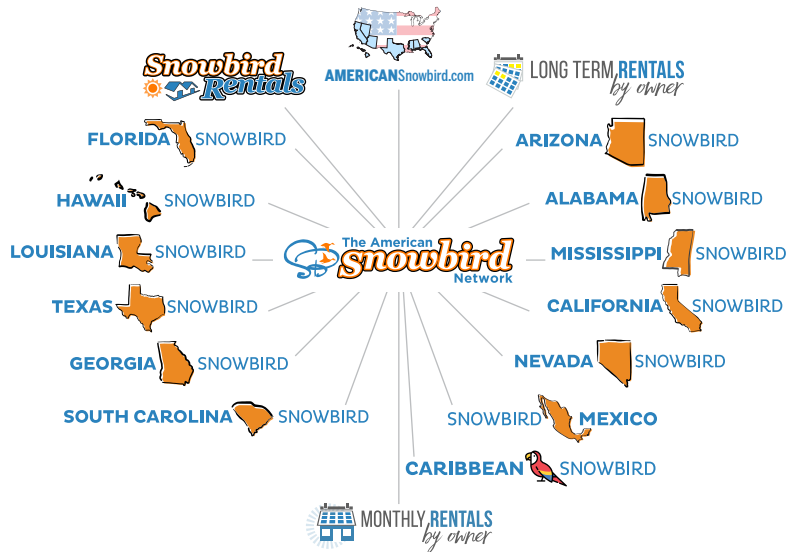 AMERICANSnowbird.com
Snowbird
Rentals
LONG TERM RENTALS
by owner
FLORIDA SNOWBIRD
ARIZONA SNOWBIRD
HAWAII SNOWBIRD
ALABAMA SNOWBIRD
The American
Snowbird
Network
LOUISIANA SNOWBIRD
MISSISSIPPI SNOWBIRD
TEXAS SNOWBIRD
CALIFORNIA SNOWBIRD
GEORGIA SNOWBIRD
NEVADA SNOWBIRD
SOUTH CAROLINA SNOWBIRD
SNOWBIRD MEXICO
CARIBBEAN SNOWBIRD
MONTHLY RENTALS
by owner